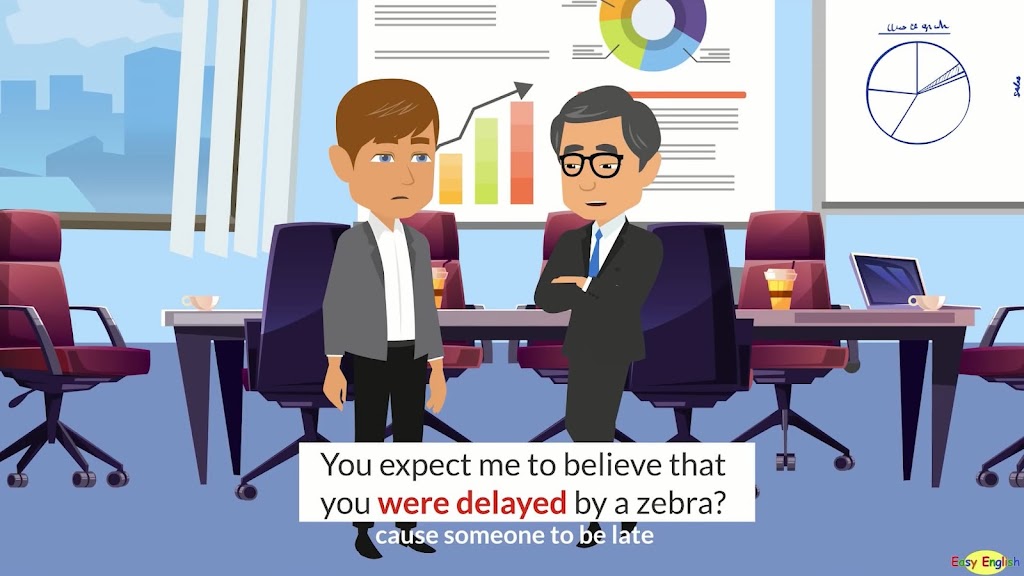 You expect me to believe that
you were delayed by a zebra?
cause someone to be late
Easy English